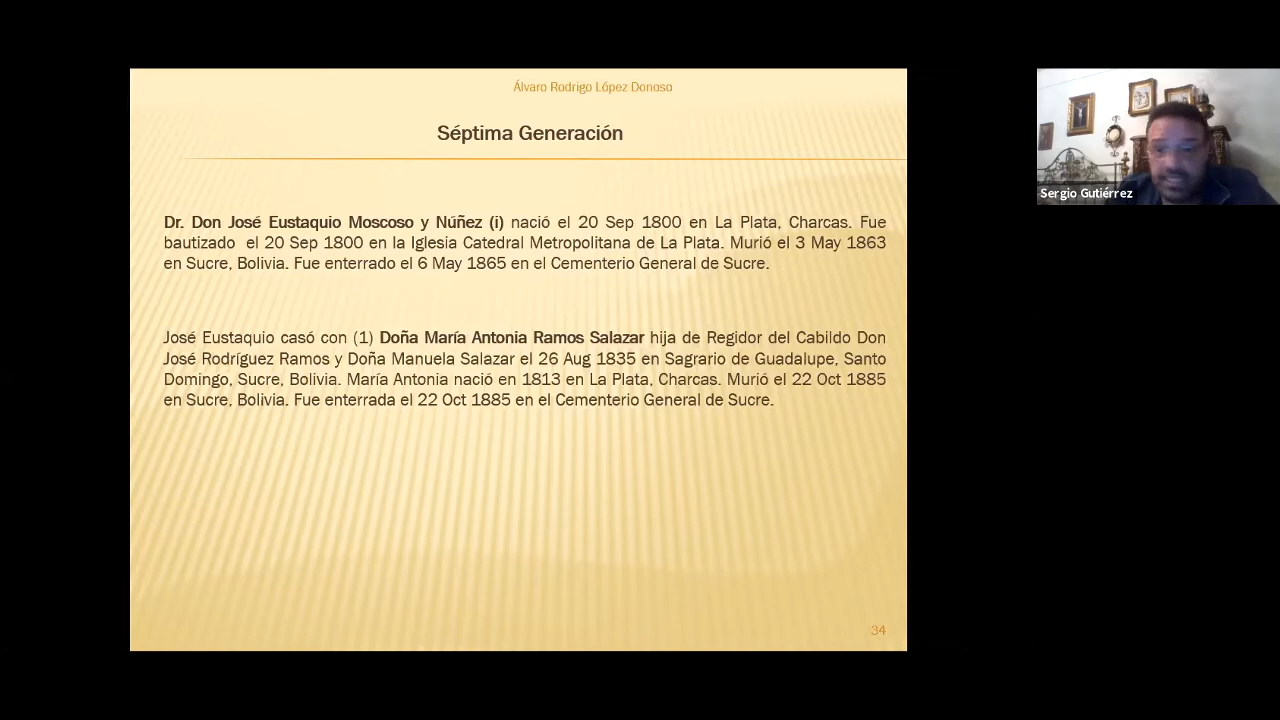 Álvaro Rodrigo López Donoso
Séptima Generación
Dr. Don José Eustaquio Moscoso y Núñez (i) nació el 20 Sep 1800 en La Plata, Charcas. Fue
bautizado el 20 Sep 1800 en la Iglesia Catedral Metropolitana de La Plata. Murió el 3 May 1863
en Sucre, Bolivia. Fue enterrado el 6 May 1865 en el Cementerio General de Sucre.
José Eustaquio casó con (1) Doña María Antonia Ramos Salazar hija de Regidor del Cabildo Don
José Rodríguez Ramos y Doña Manuela Salazar el 26 Aug 1835 en Sagrario de Guadalupe, Santo
Domingo, Sucre, Bolivia. María Antonia nació en 1813 en La Plata, Charcas. Murió el 22 Oct 1885
en Sucre, Bolivia. Fue enterrada el 22 Oct 1885 en el Cementerio General de Sucre.
34
Sergio Gutiérrez